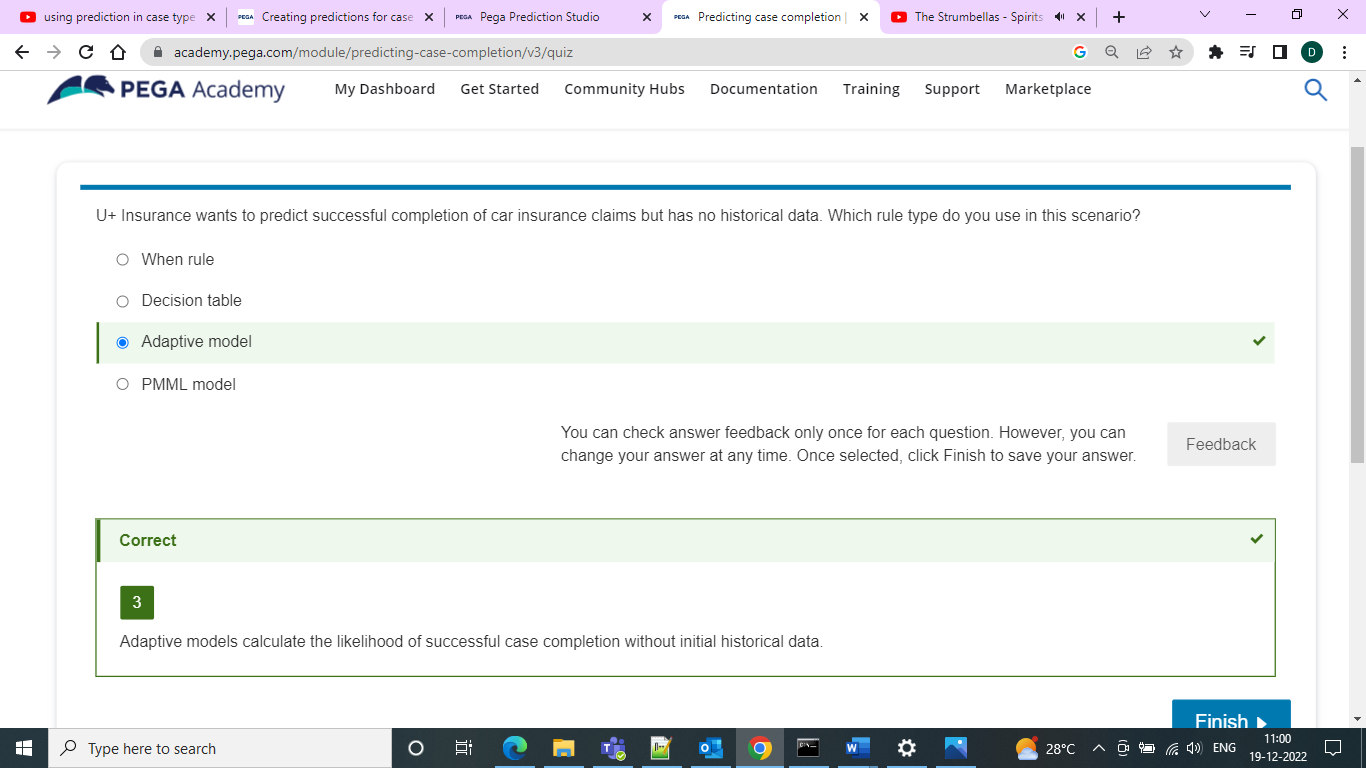 using prediction in case type
PEGA Creating predictions for case
PEGA Pega Prediction Studio
PEGA Predicting case completion |
The Strumbellas - Spirits
academy.pega.com/module/predicting-case-completion/v3/quiz
G
D
PEGA Academy
My Dashboard Get Started Community Hubs Documentation Training Support Marketplace
U+ Insurance wants to predict successful completion of car insurance claims but has no historical data. Which rule type do you use in this scenario?
When rule
Decision table
Adaptive model
PMML model
You can check answer feedback only once for each question. However, you can
change your answer at any time. Once selected, click Finish to save your answer.
Feedback
Correct
3
Adaptive models calculate the likelihood of successful case completion without initial historical data.
Finish
Type here to search
28°C
ENG
11:00
19-12-2022